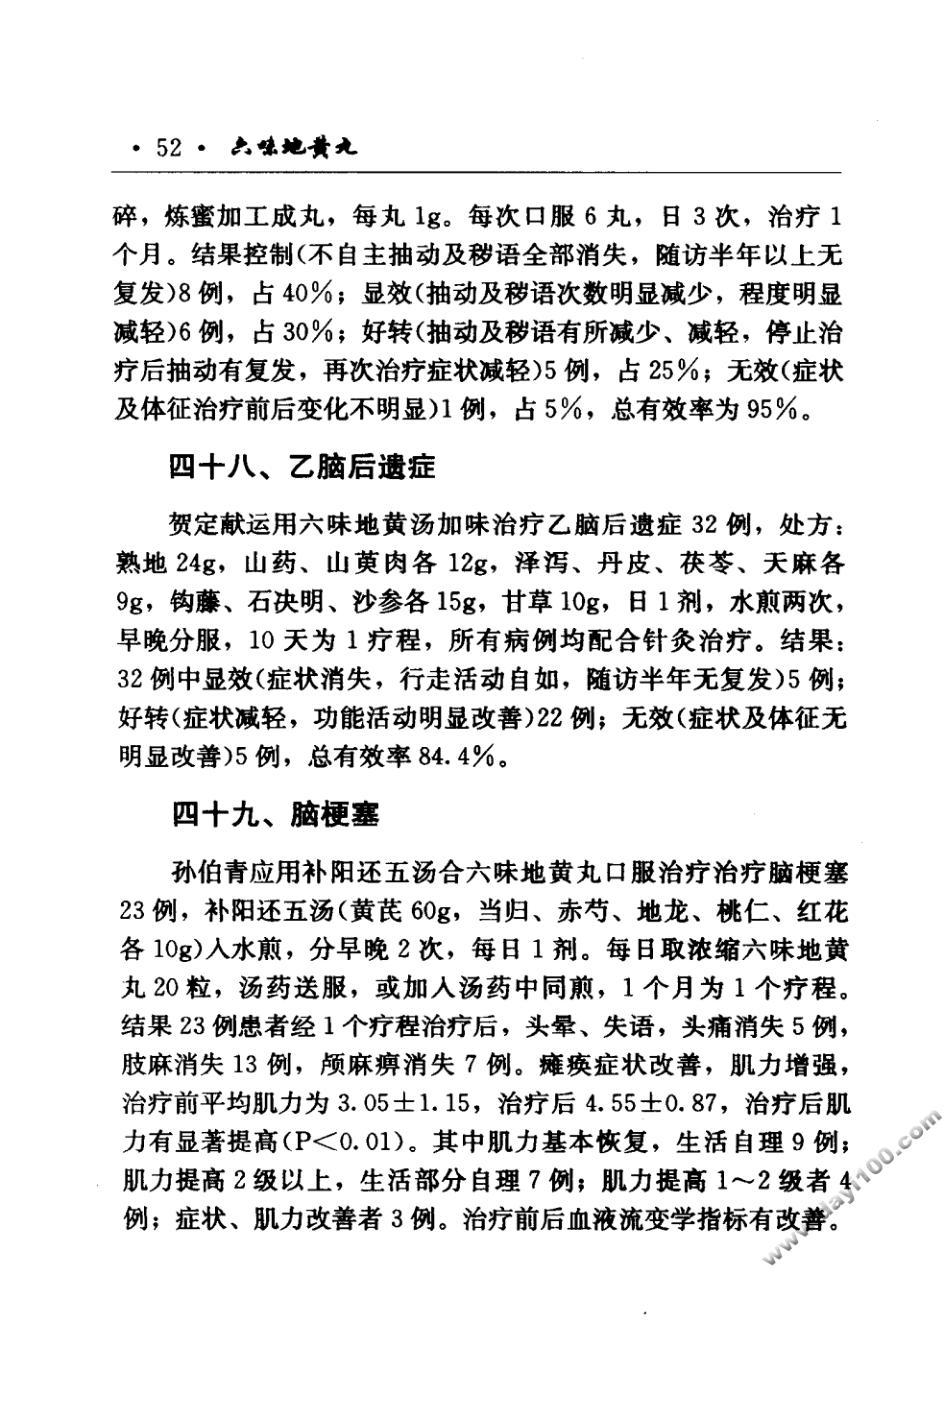 · 52 · 六味地黄丸
碎，炼蜜加工成丸，每丸 1g。每次口服 6 丸，日 3 次，治疗 1
个月。结果控制(不自主抽动及秽语全部消失，随访半年以上无
复发)8 例，占 40％；显效(抽动及秽语次数明显减少，程度明显
减轻)6 例，占 30％；好转(抽动及秽语有所减少、减轻，停止治
疗后抽动有复发，再次治疗症状减轻)5 例，占 25％；无效(症状
及体征治疗前后变化不明显)1 例，占 5％，总有效率为 95％。
四十八、乙脑后遗症
贺定献运用六味地黄汤加味治疗乙脑后遗症 32 例，处方：
熟地 24g，山药、山萸肉各 12g，泽泻、丹皮、茯苓、天麻各
9g，钩藤、石决明、沙参各 15g，甘草 10g，日 1 剂，水煎两次，
早晚分服，10 天为 1 疗程，所有病例均配合针灸治疗。结果：
32 例中显效(症状消失，行走活动自如，随访半年无复发)5 例；
好转(症状减轻，功能活动明显改善)22 例；无效(症状及体征无
明显改善)5 例，总有效率 84.4％。
四十九、脑梗塞
孙伯青应用补阳还五汤合六味地黄丸口服治疗治疗脑梗塞
23 例，补阳还五汤(黄芪 60g，当归、赤芍、地龙、桃仁、红花
各 10g)入水煎，分早晚 2 次，每日 1 剂。每日取浓缩六味地黄
丸 20 粒，汤药送服，或加入汤药中同煎，1 个月为 1 个疗程。
结果 23 例患者经 1 个疗程治疗后，头晕、失语，头痛消失 5 例，
肢麻消失 13 例，颅麻痹消失 7 例。瘫痪症状改善，肌力增强，
治疗前平均肌力为 3.05±1.15，治疗后 4.55±0.87，治疗后肌
力有显著提高(P＜0.01)。其中肌力基本恢复，生活自理 9 例；
肌力提高 2 级以上，生活部分自理 7 例；肌力提高 1～2 级者 4
例；症状、肌力改善者 3 例。治疗前后血液流变学指标有改善。
www.day100.com